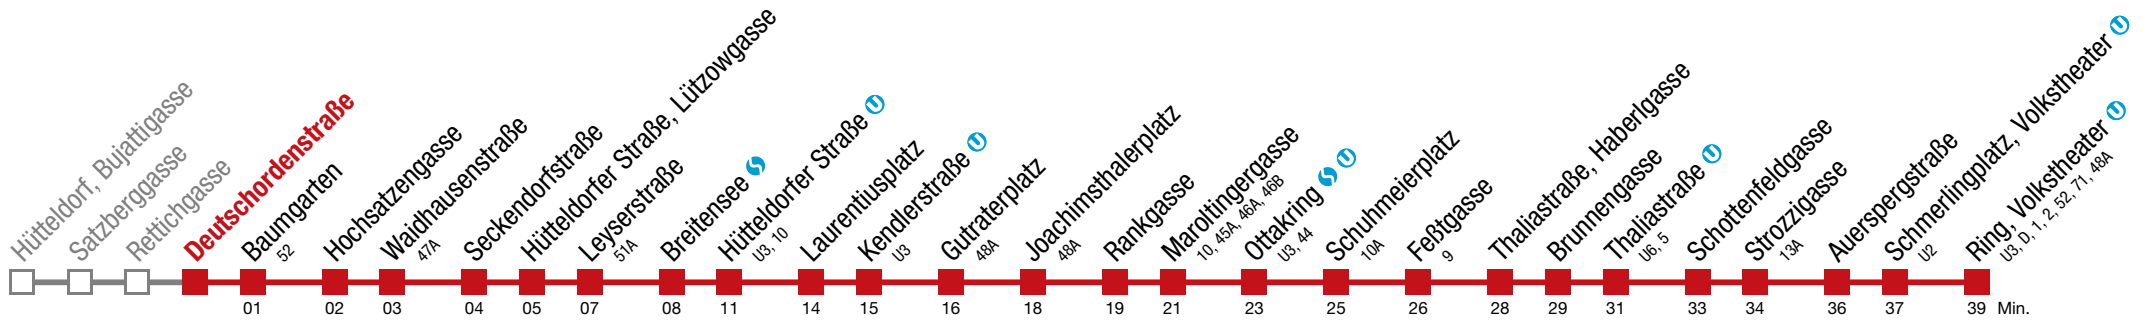 Hütteldorf, Bujattigasse
Satzberggasse
Rettichgasse
Deutschordenstraße
Baumgarten
52
Hochsatzengasse
Waidhausenstraße
47A
Seckendorfstraße
Hütteldorfer Straße, Lützowgasse
Leyserstraße
51A
Breitensee
Hütteldorfer Straße U
U3, 10
Laurentiusplatz
Kendlerstraße U
U3
Gutraterplatz
48A
Joachimsthalerplatz
48A
Rankgasse
Maroltingergasse
10, 45A, 46A, 46B
Ottakring U
U3, 44
Schuhmeierplatz
10A
Feßtgasse
9
Thaliastraße, Haberlgasse
Brunnengasse
Thaliastraße U
U6, 5
Schottenfeldgasse
Strozzigasse
13A
Auerspergstraße
Schmerlingplatz, Volkstheater U
U2
Ring, Volkstheater U
U3, D, 1, 2, 52, 71, 48A
01 02 03 04 05 07 08 11 14 15 16 18 19 21 23 25 26 28 29 31 33 34 36 37 39 Min.